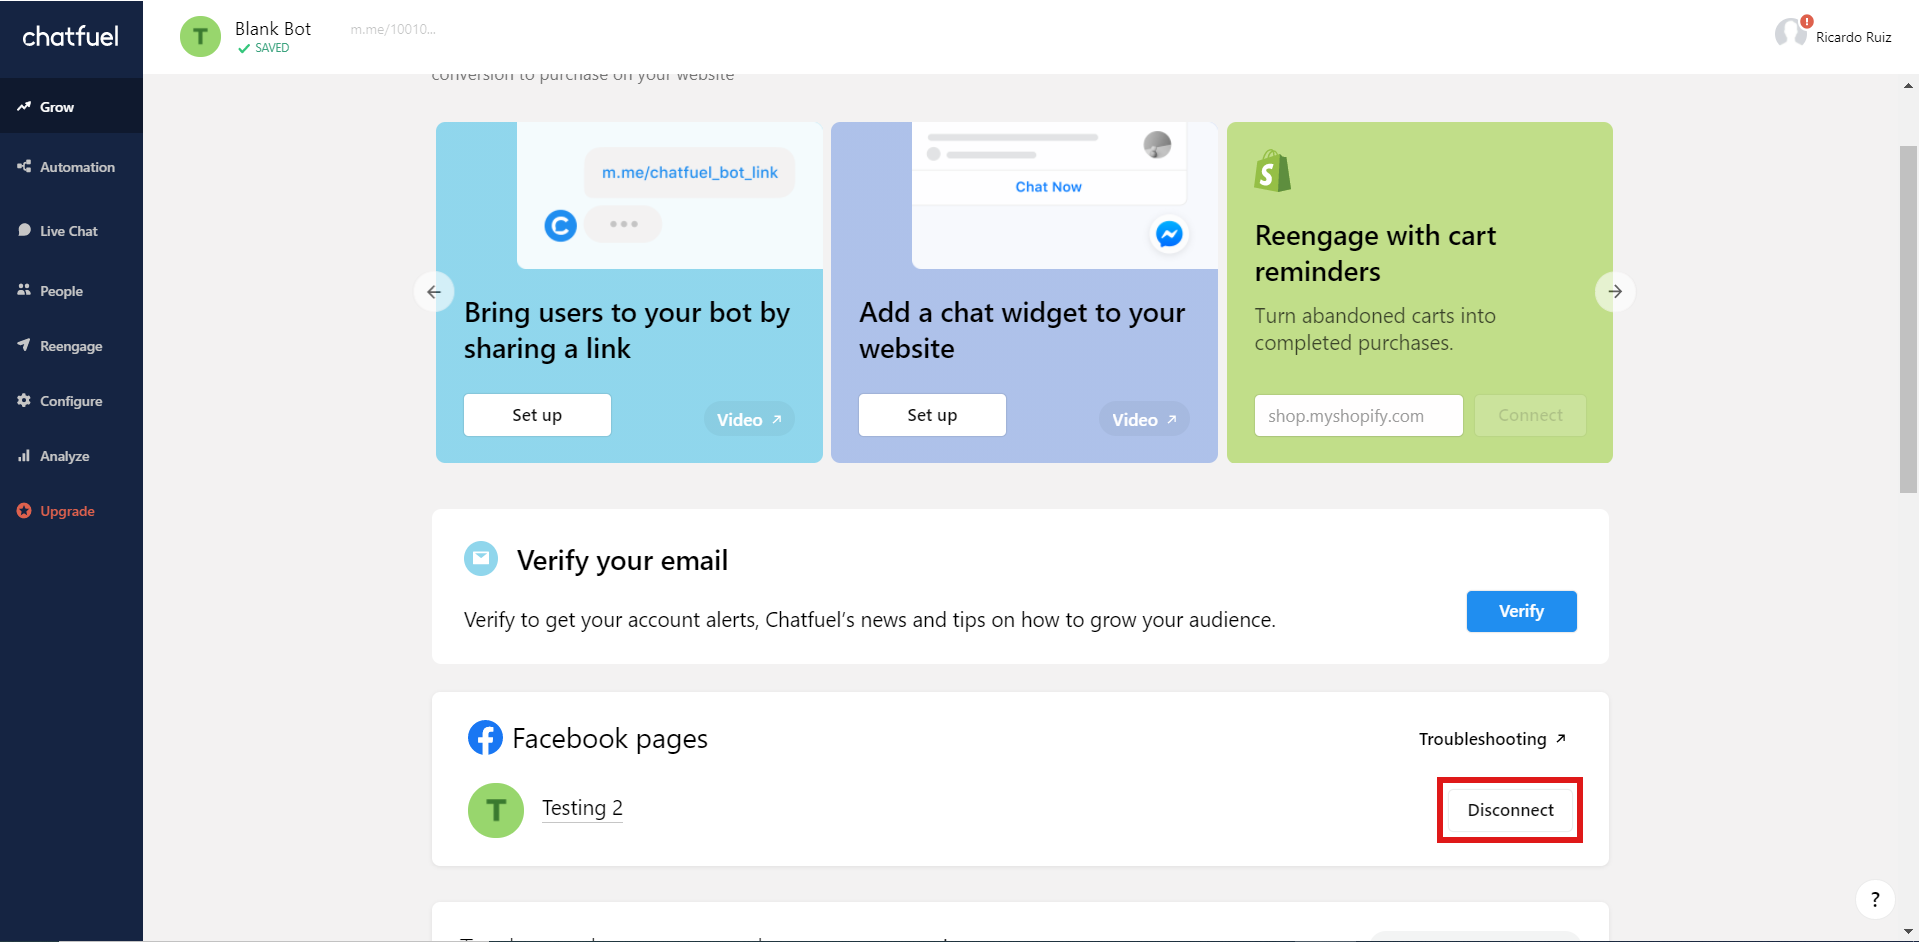 chatfuel
T
Blank Bot
SAVED
m.me/10010...
!
Ricardo Ruiz
Grow
Automation
Live Chat
People
Reengage
Configure
Analyze
Upgrade
conversion to purchase on your website
m.me/chatfuel_bot_link
Bring users to your bot by
sharing a link
Set up
Video
Chat Now
Add a chat widget to your
website
Set up
Video
Reengage with cart
reminders
Turn abandoned carts into
completed purchases.
shop.myshopify.com
Connect
Verify your email
Verify to get your account alerts, Chatfuel's news and tips on how to grow your audience.
Verify
Facebook pages
Troubleshooting
T
Testing 2
Disconnect
?